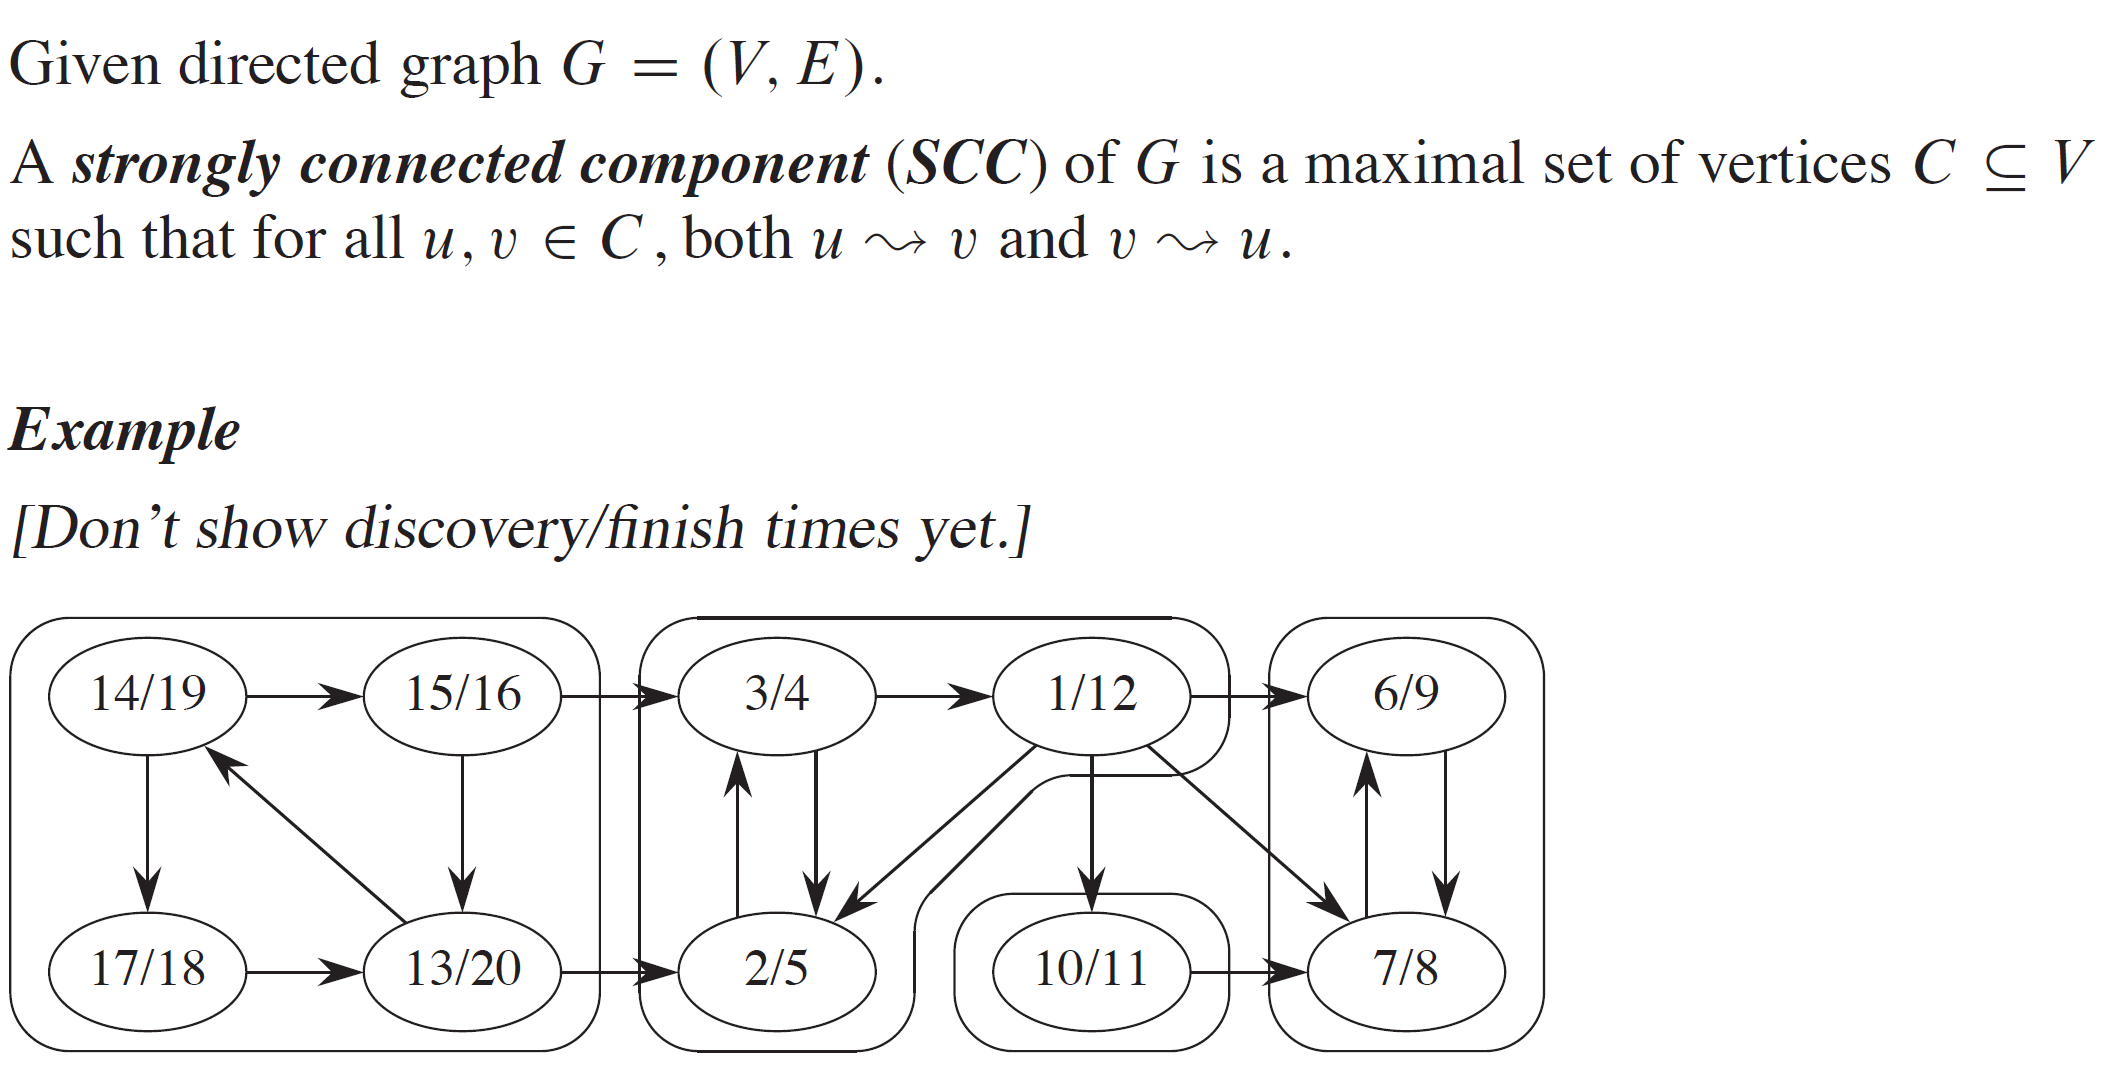 Given directed graph G = (V, E).
A strongly connected component (SCC) of G is a maximal set of vertices C ⊆ V
such that for all u, v ∈ C, both u ⇝ v and v ⇝ u.
Example
[Don’t show discovery/finish times yet.]
14/19 15/16 3/4 1/12 6/9
17/18 13/20 2/5 10/11 7/8